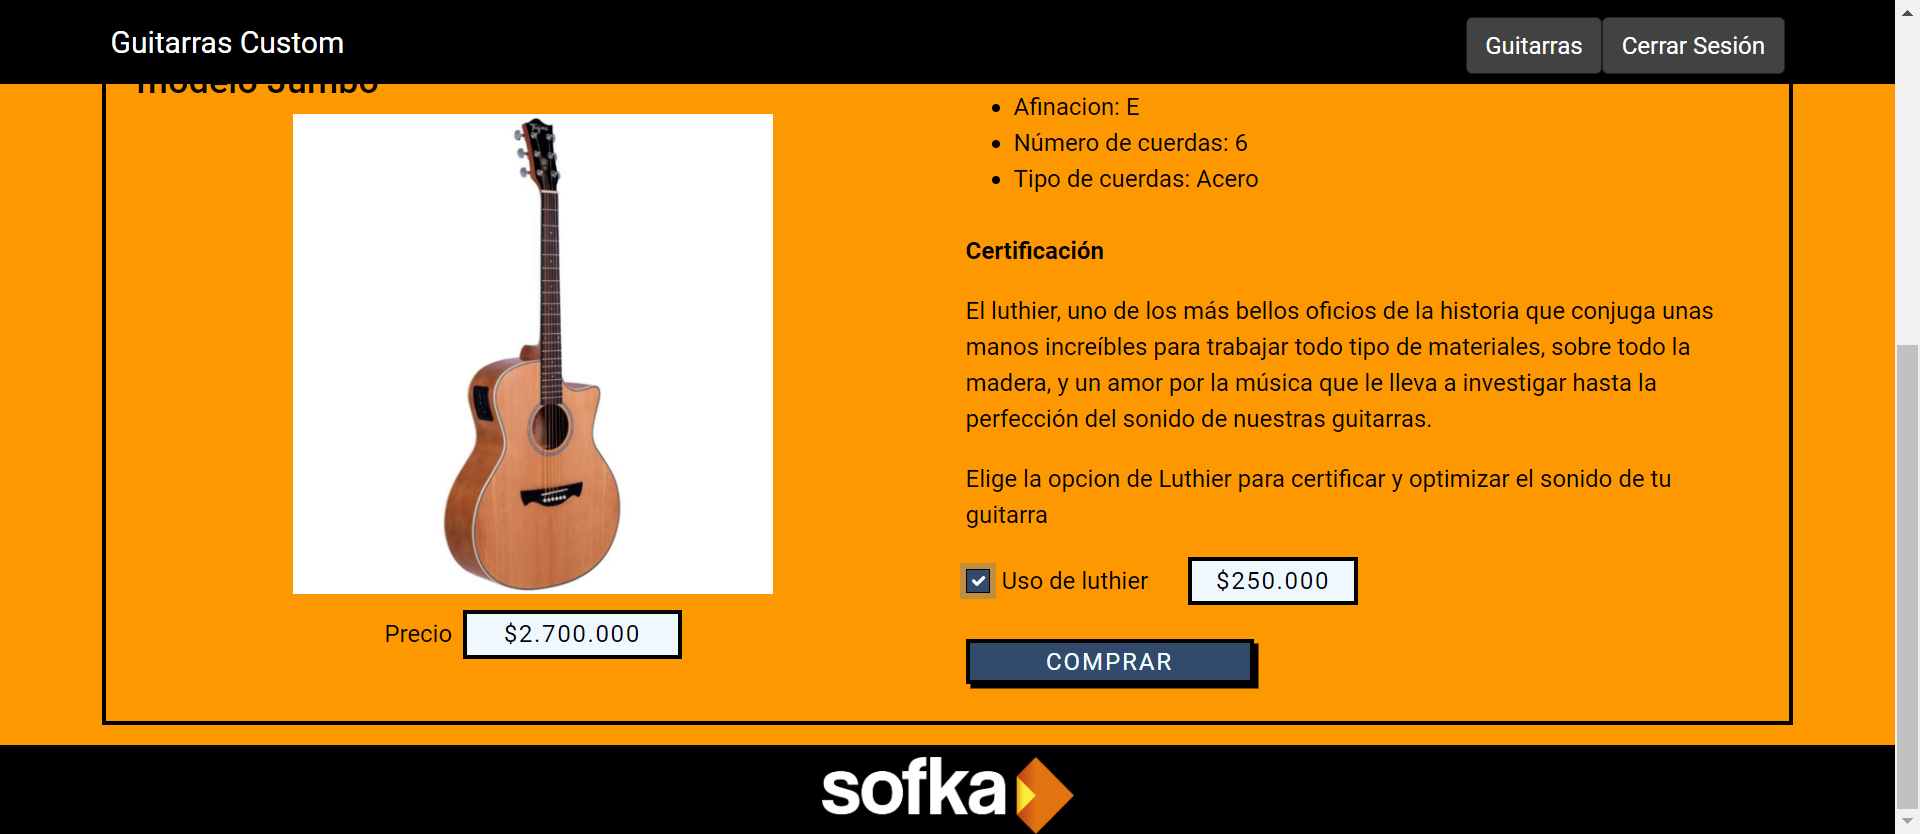 Guitarras Custom
Guitarras
Cerrar Sesión
modelo Jumbo
Precio
$2.700.000
Afinacion: E
Número de cuerdas: 6
Tipo de cuerdas: Acero
Certificación
El luthier, uno de los más bellos oficios de la historia que conjuga unas
manos increíbles para trabajar todo tipo de materiales, sobre todo la
madera, y un amor por la música que le lleva a investigar hasta la
perfección del sonido de nuestras guitarras.
Elige la opcion de Luthier para certificar y optimizar el sonido de tu
guitarra
Uso de luthier
$250.000
COMPRAR
sofka